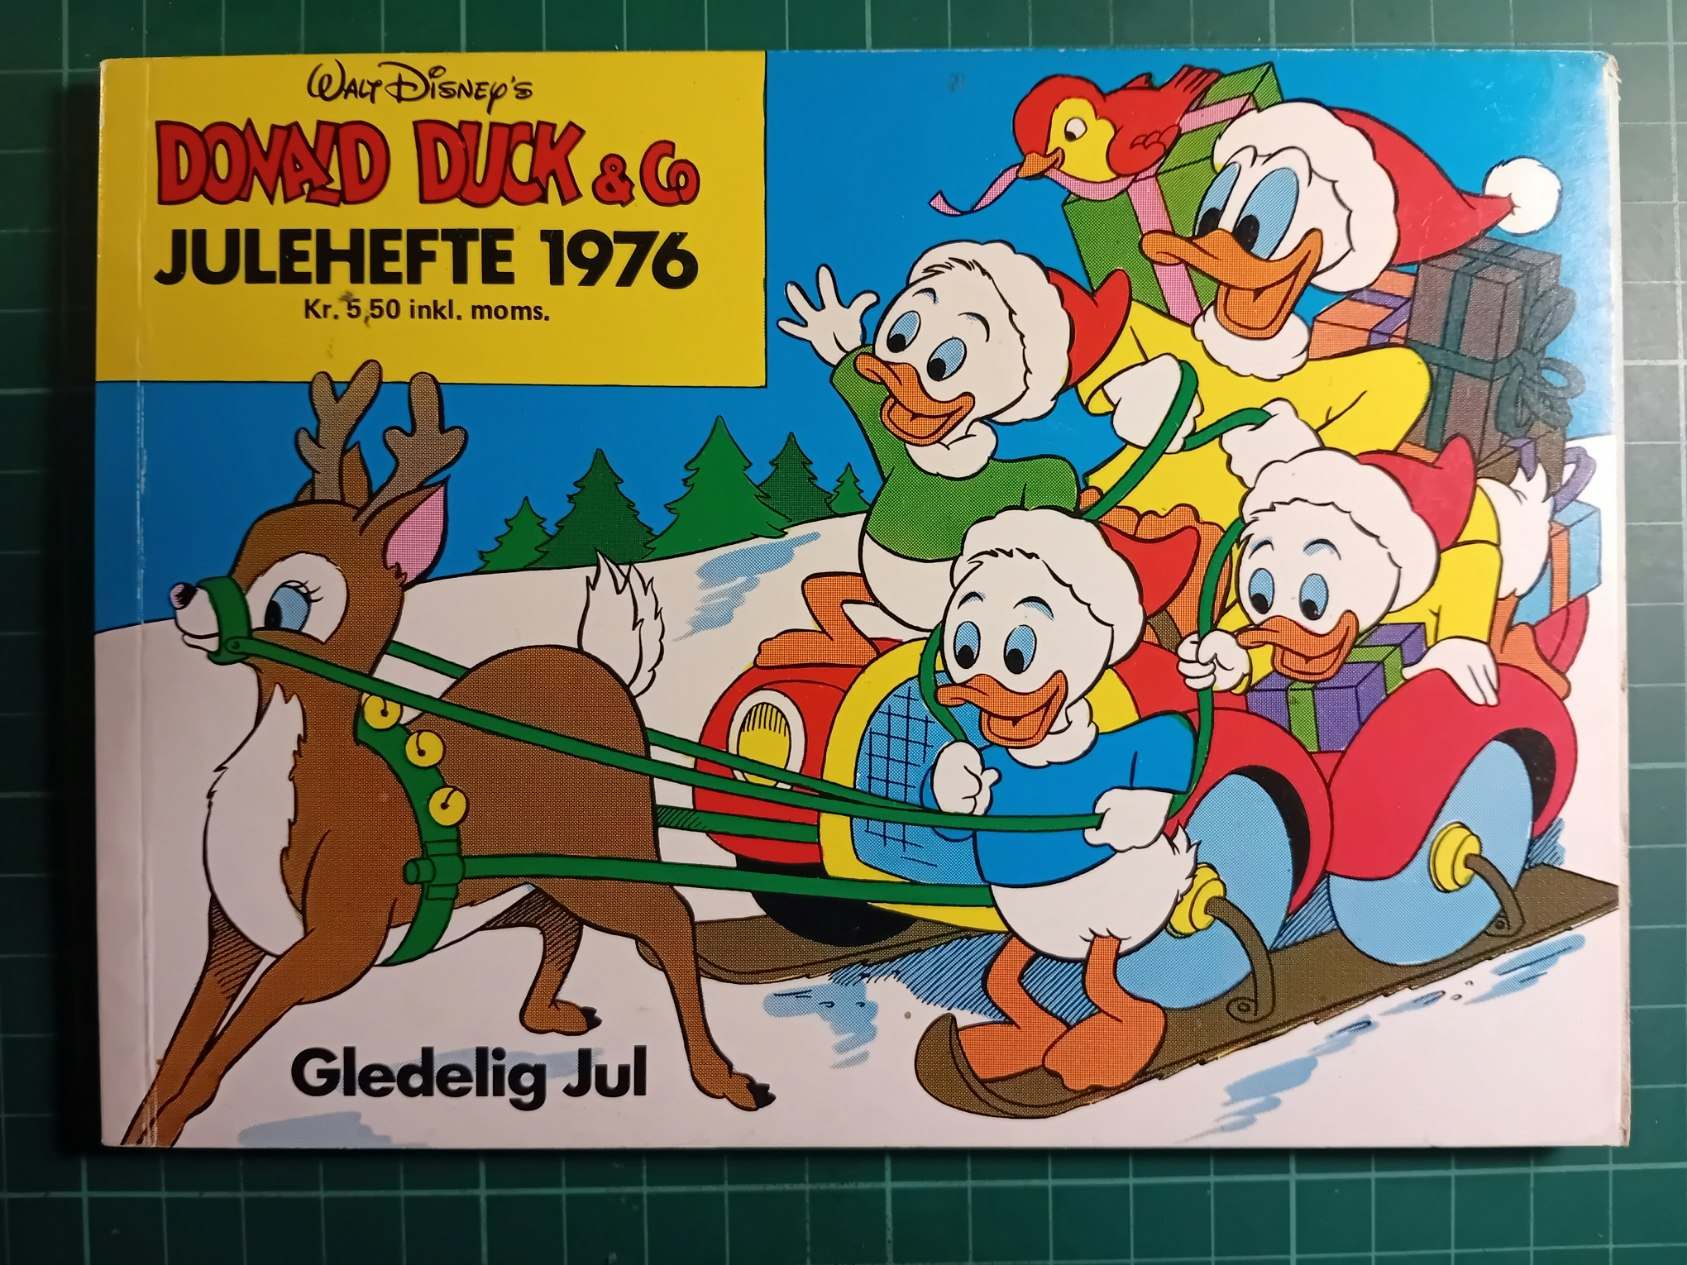 Walt Disney's
DONALD DUCK & Co
JULEHEFTE 1976
Kr. 5,50 inkl. moms.
Gledelig Jul